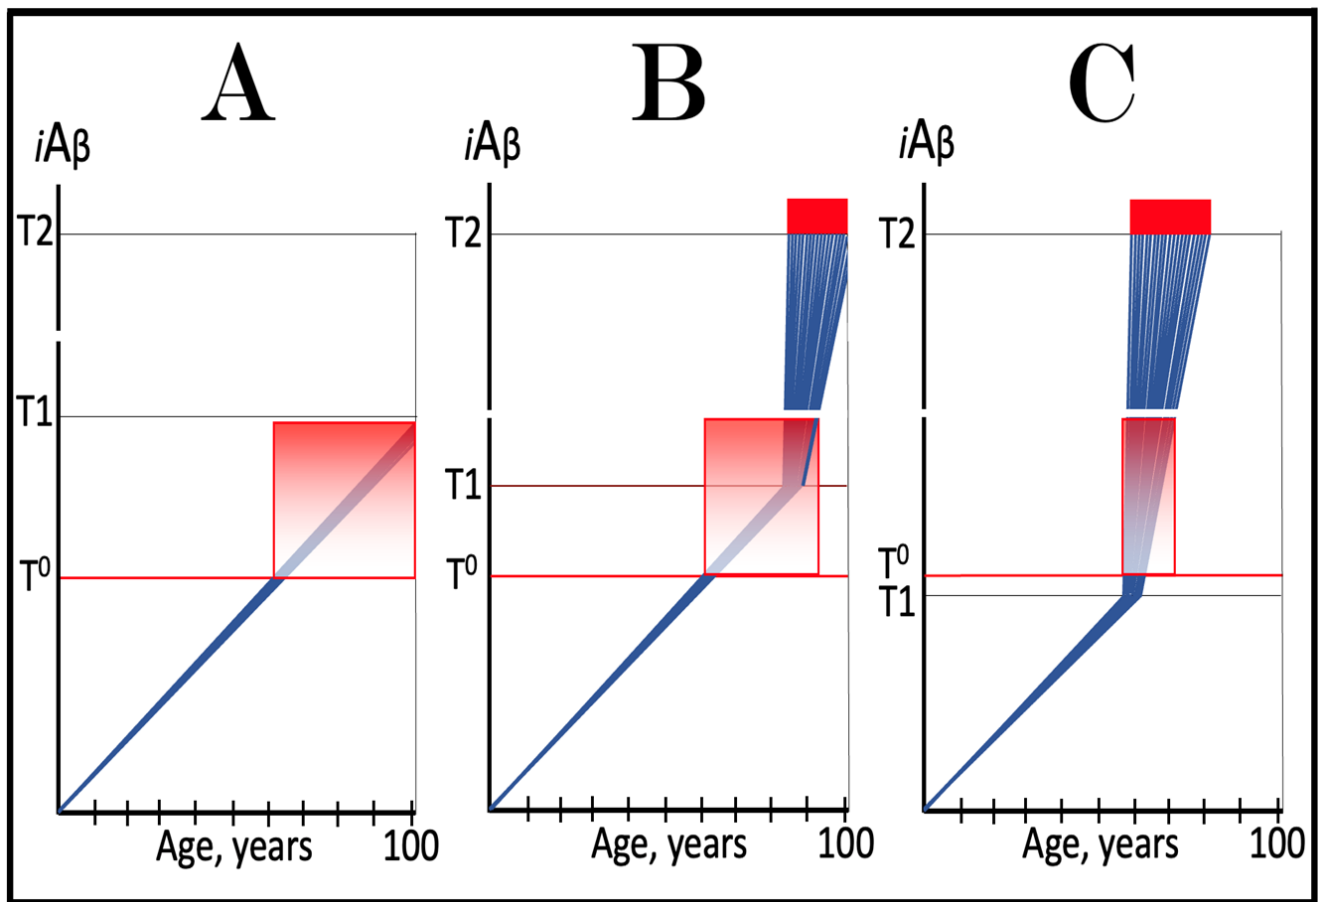 A
iAβ
T2
T1
T⁰
Age, years 100
B
iAβ
T2
T1
T⁰
Age, years 100
C
iAβ
T2
T⁰
T1
Age, years 100